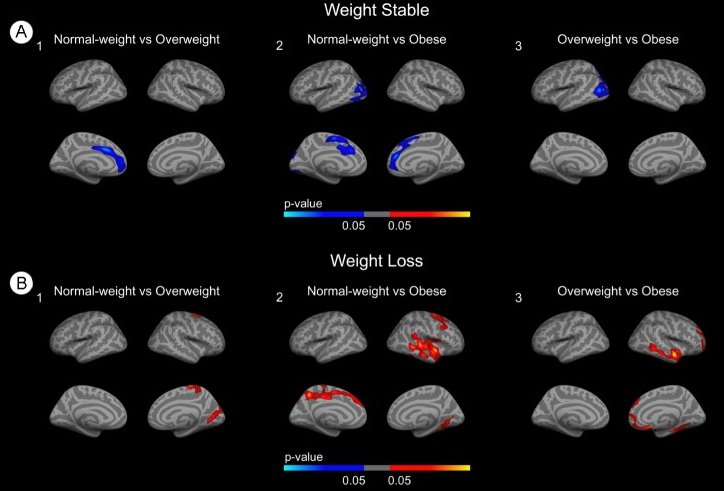 Weight Stable
A
1 Normal-weight vs Overweight
2 Normal-weight vs Obese
3 Overweight vs Obese
p-value
0.05 0.05
Weight Loss
B
1 Normal-weight vs Overweight
2 Normal-weight vs Obese
3 Overweight vs Obese
p-value
0.05 0.05